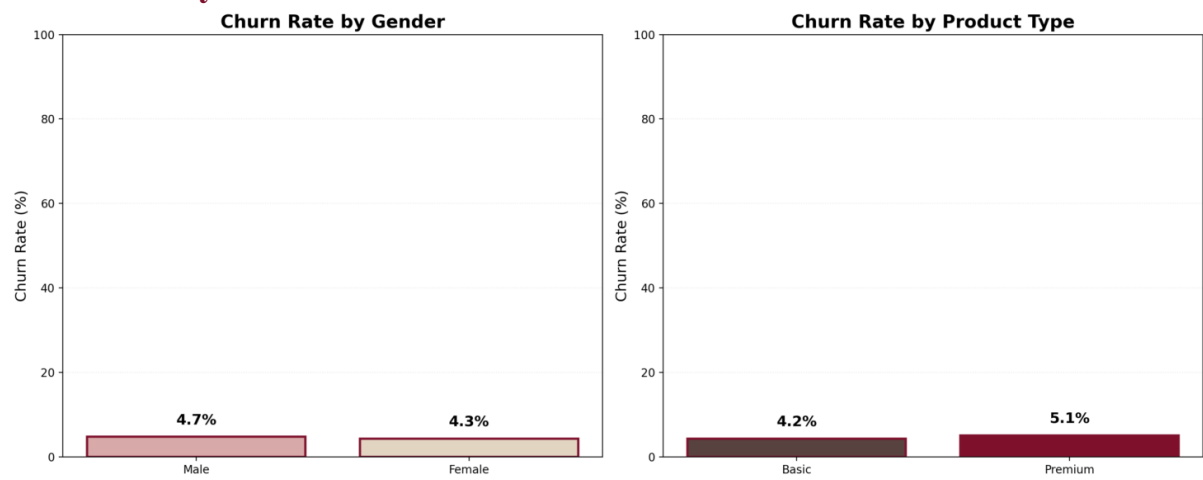 Churn Rate by Gender
100
80
60
40
20
0
Churn Rate (%)
4.7%
4.3%
Male
Female
Churn Rate by Product Type
100
80
60
40
20
0
Churn Rate (%)
4.2%
5.1%
Basic
Premium